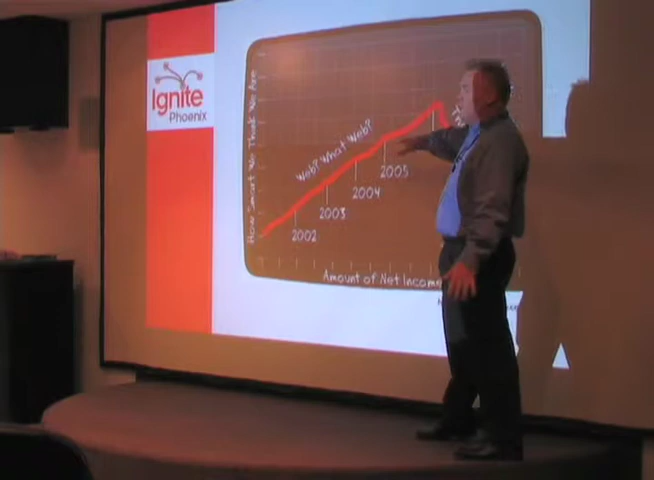 Ignite
Phoenix
How Smart We Think We Are
Web? What Web?
2005
2004
2003
2002
Amount of Net Income